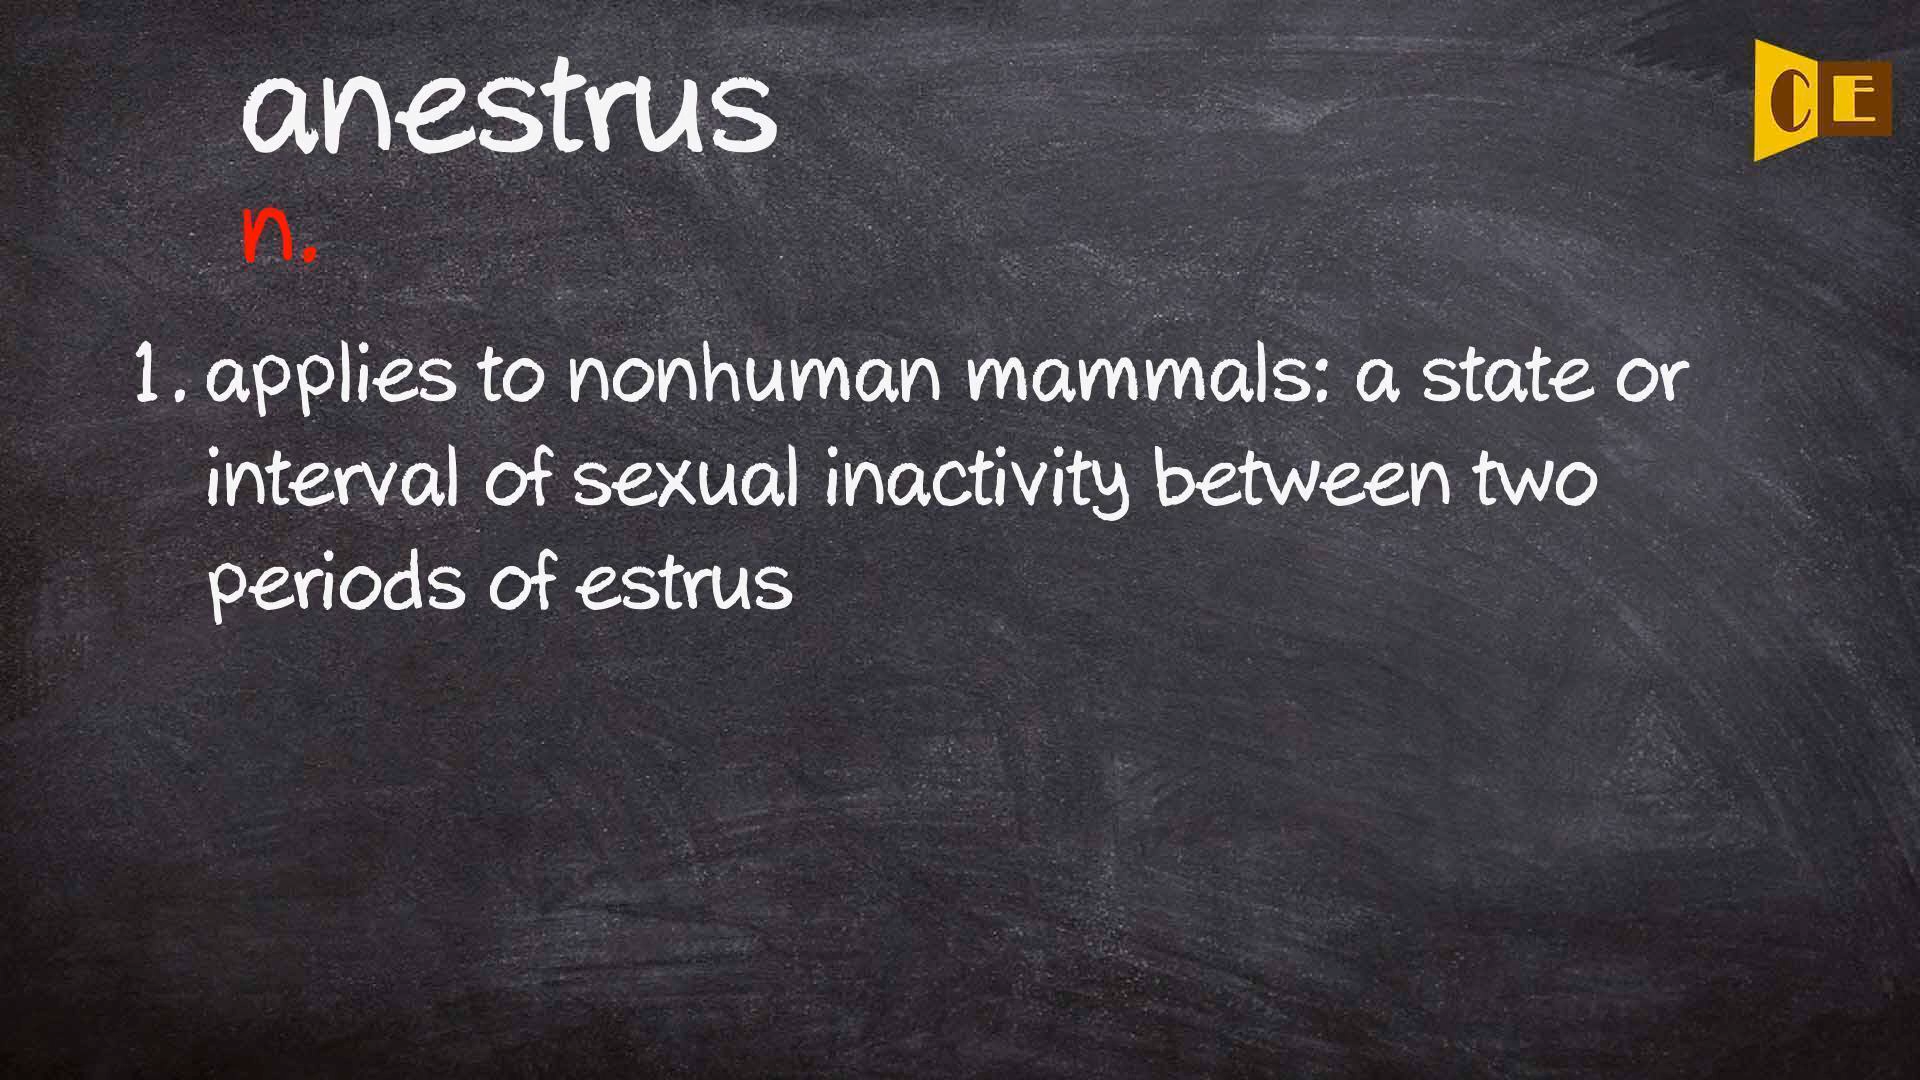 anestrus
CE
n.
1. applies to nonhuman mammals: a state or
interval of sexual inactivity between two
periods of estrus